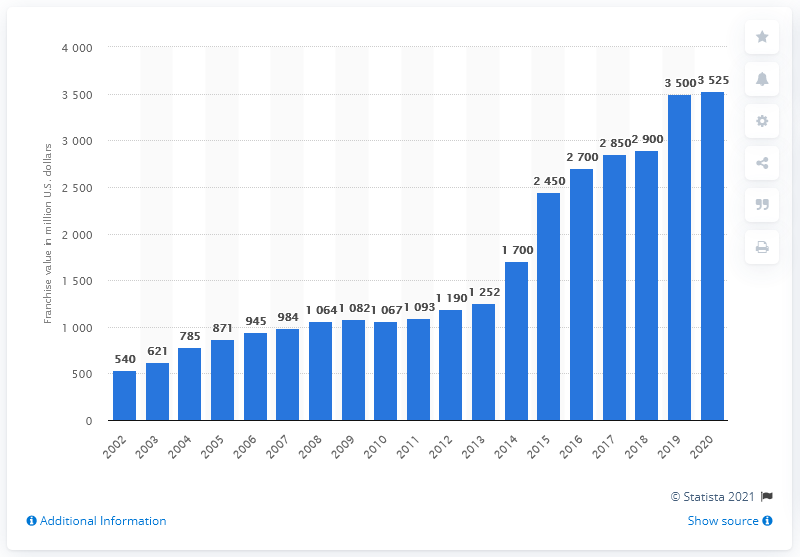 4 000
3 500
3 000
2 500
2 000
1 500
1 000
500
0
Franchise value in million U.S. dollars
540 621 785 871 945 984 1 064 1 082 1 067 1 093 1 190 1 252 1 700 2 450 2 700 2 850 2 900 3 500 3 525
2002 2003 2004 2005 2006 2007 2008 2009 2010 2011 2012 2013 2014 2015 2016 2017 2018 2019 2020
© Statista 2021
Additional Information Show source